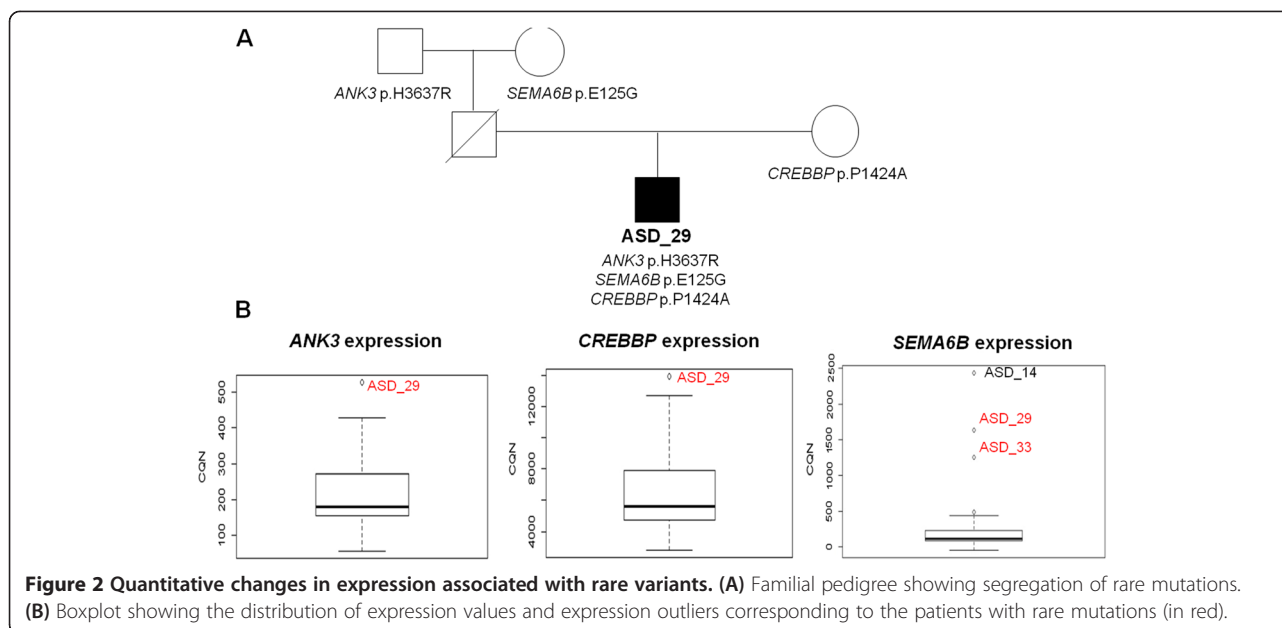 A
ANK3 p.H3637R
SEMA6B p.E125G
CREBBP p.P1424A
ASD_29
ANK3 p.H3637R
SEMA6B p.E125G
CREBBP p.P1424A
B
ANK3 expression
CREBBP expression
SEMA6B expression
CQN
500
400
300
200
100
ASD_29
CQN
12000
8000
4000
ASD_29
CQN
2500
2000
1500
1000
500
0
ASD_14
ASD_29
ASD_33
Figure 2 Quantitative changes in expression associated with rare variants. (A) Familial pedigree showing segregation of rare mutations.
(B) Boxplot showing the distribution of expression values and expression outliers corresponding to the patients with rare mutations (in red).